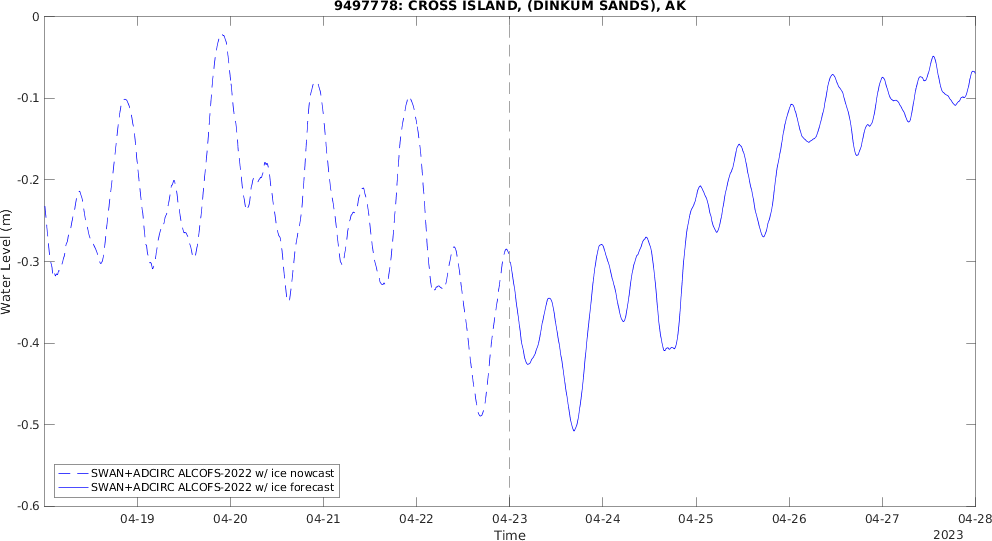 9497778: CROSS ISLAND, (DINKUM SANDS), AK
0
-0.1
-0.2
-0.3
-0.4
-0.5
-0.6
Water Level (m)
SWAN+ADCIRC ALCOFS-2022 w/ ice nowcast
SWAN+ADCIRC ALCOFS-2022 w/ ice forecast
04-19 04-20 04-21 04-22 04-23 04-24 04-25 04-26 04-27 04-28
Time
2023